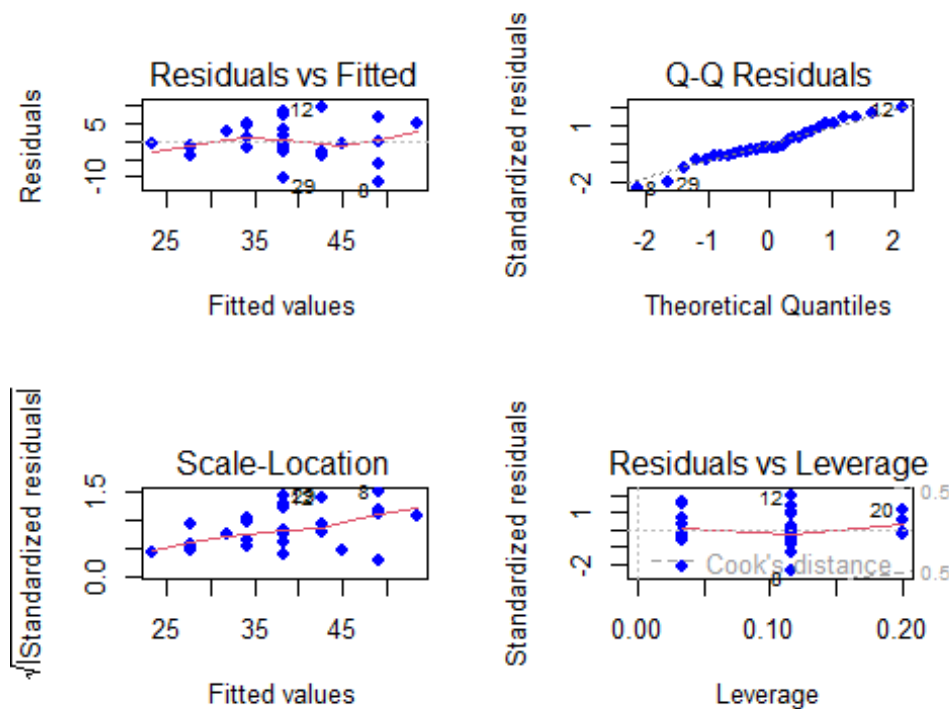 Residuals vs Fitted
Residuals
5
-10
12
29
8
25
35
45
Fitted values
Q-Q Residuals
Standardized residuals
1
-2
12
8
29
-2
-1
0
1
2
Theoretical Quantiles
Scale-Location
√|Standardized residuals|
1.5
0.0
8
25
35
45
Fitted values
Residuals vs Leverage
Standardized residuals
1
-2
12
20
8
Cook's distance
0.5
0.5
0.00
0.10
0.20
Leverage